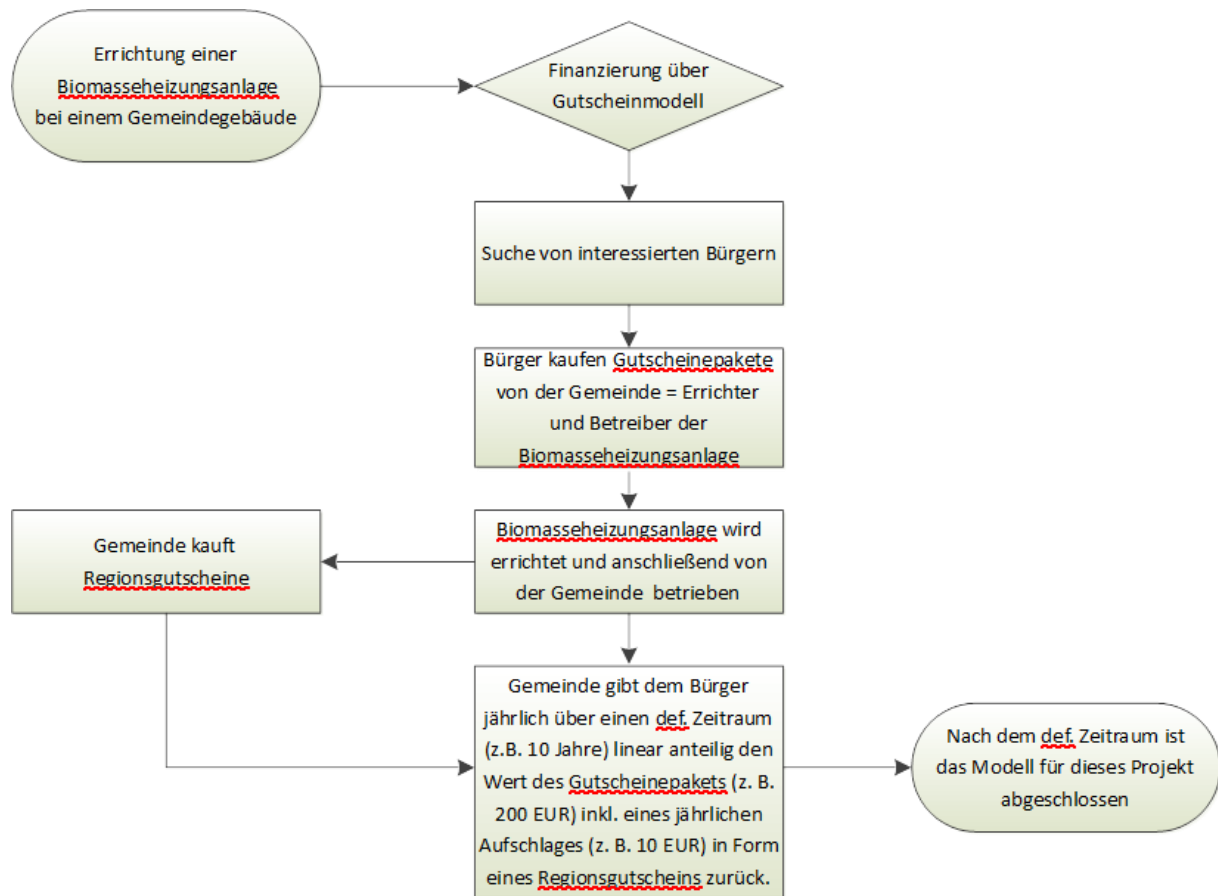 Errichtung einer
Biomasseheizungsanlage
bei einem Gemeindegebäude
Finanzierung über
Gutscheinmodell
Suche von interessierten Bürgern
Bürger kaufen Gutscheinepakete
von der Gemeinde = Errichter
und Betreiber der
Biomasseheizungsanlage
Biomasseheizungsanlage wird
errichtet und anschließend von
der Gemeinde betrieben
Gemeinde kauft
Regionsgutscheine
Gemeinde gibt dem Bürger
jährlich über einen def. Zeitraum
(z.B. 10 Jahre) linear anteilig den
Wert des Gutscheinepakets (z. B.
200 EUR) inkl. eines jährlichen
Aufschlages (z. B. 10 EUR) in Form
eines Regionsgutscheins zurück.
Nach dem def. Zeitraum ist
das Modell für dieses Projekt
abgeschlossen